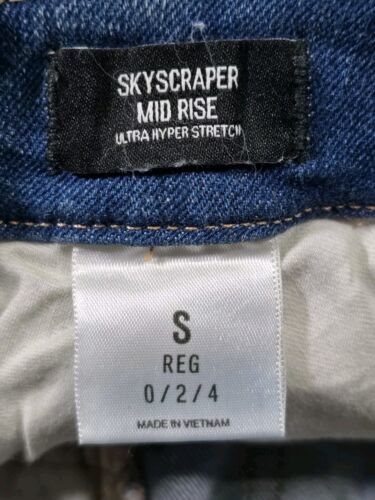 SKYSCRAPER
MID RISE
ULTRA HYPER STRETCH
S
REG
0/2/4
MADE IN VIETNAM